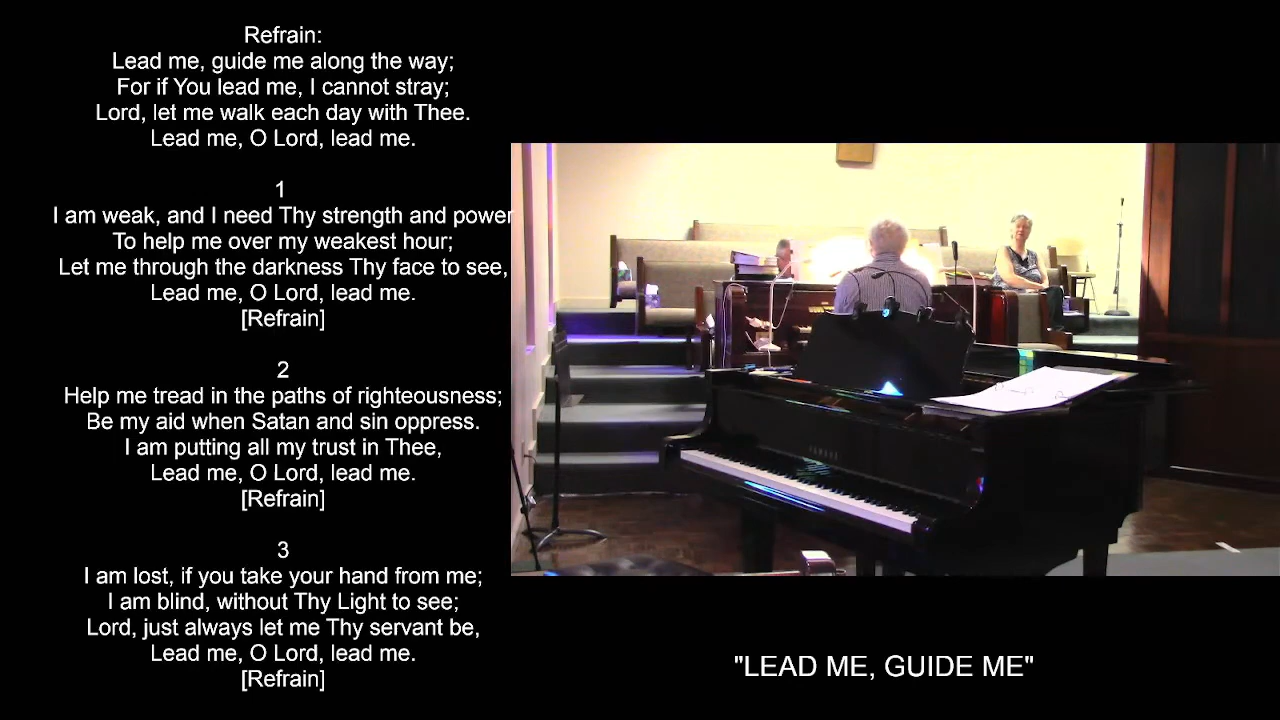 Refrain:
Lead me, guide me along the way;
For if You lead me, I cannot stray;
Lord, let me walk each day with Thee.
Lead me, O Lord, lead me.
1
I am weak, and I need Thy strength and power
To help me over my weakest hour;
Let me through the darkness Thy face to see,
Lead me, O Lord, lead me.
[Refrain]
2
Help me tread in the paths of righteousness;
Be my aid when Satan and sin oppress.
I am putting all my trust in Thee,
Lead me, O Lord, lead me.
[Refrain]
3
I am lost, if you take your hand from me;
I am blind, without Thy Light to see;
Lord, just always let me Thy servant be,
Lead me, O Lord, lead me.
[Refrain]
YAMAHA
"LEAD ME, GUIDE ME"